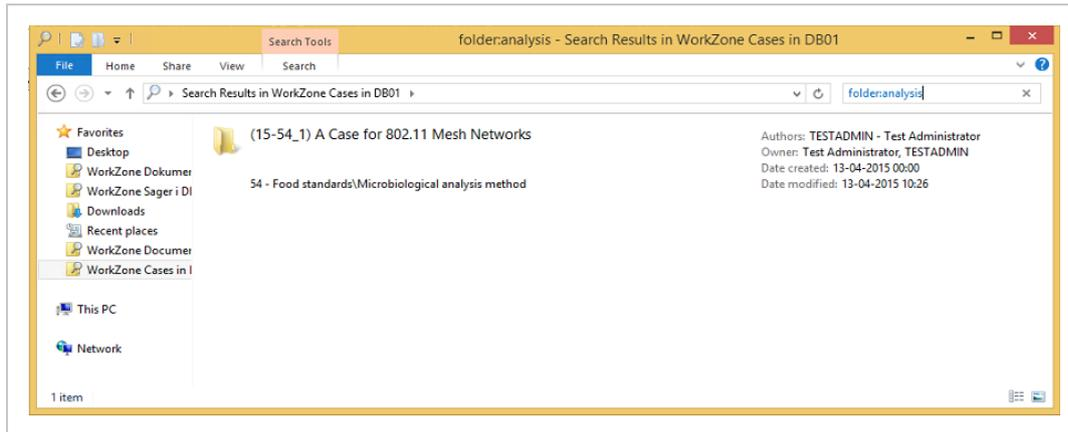 Search Tools
folder:analysis - Search Results in WorkZone Cases in DB01
File Home Share View Search
Search Results in WorkZone Cases in DB01
folder:analysis
Favorites
Desktop
WorkZone Dokumer
WorkZone Sager i DI
Downloads
Recent places
WorkZone Documer
WorkZone Cases in I
This PC
Network
(15-54_1) A Case for 802.11 Mesh Networks
54 - Food standards\Microbiological analysis method
Authors: TESTADMIN - Test Administrator
Owner: Test Administrator, TESTADMIN
Date created: 13-04-2015 00:00
Date modified: 13-04-2015 10:26
1 item